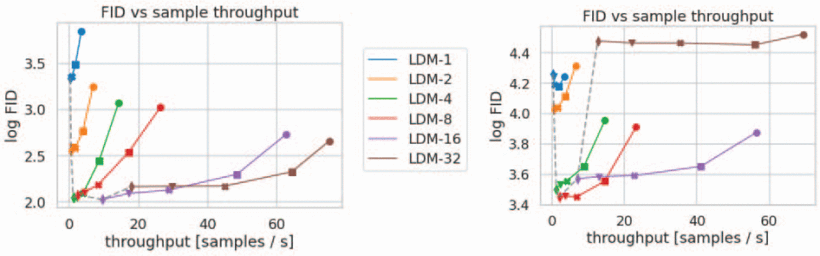 FID vs sample throughput
log FID
3.5
3.0
2.5
2.0
0
20
40
60
throughput [samples / s]
LDM-1
LDM-2
LDM-4
LDM-8
LDM-16
LDM-32
FID vs sample throughput
log FID
4.4
4.2
4.0
3.8
3.6
3.4
0
20
40
60
throughput [samples / s]